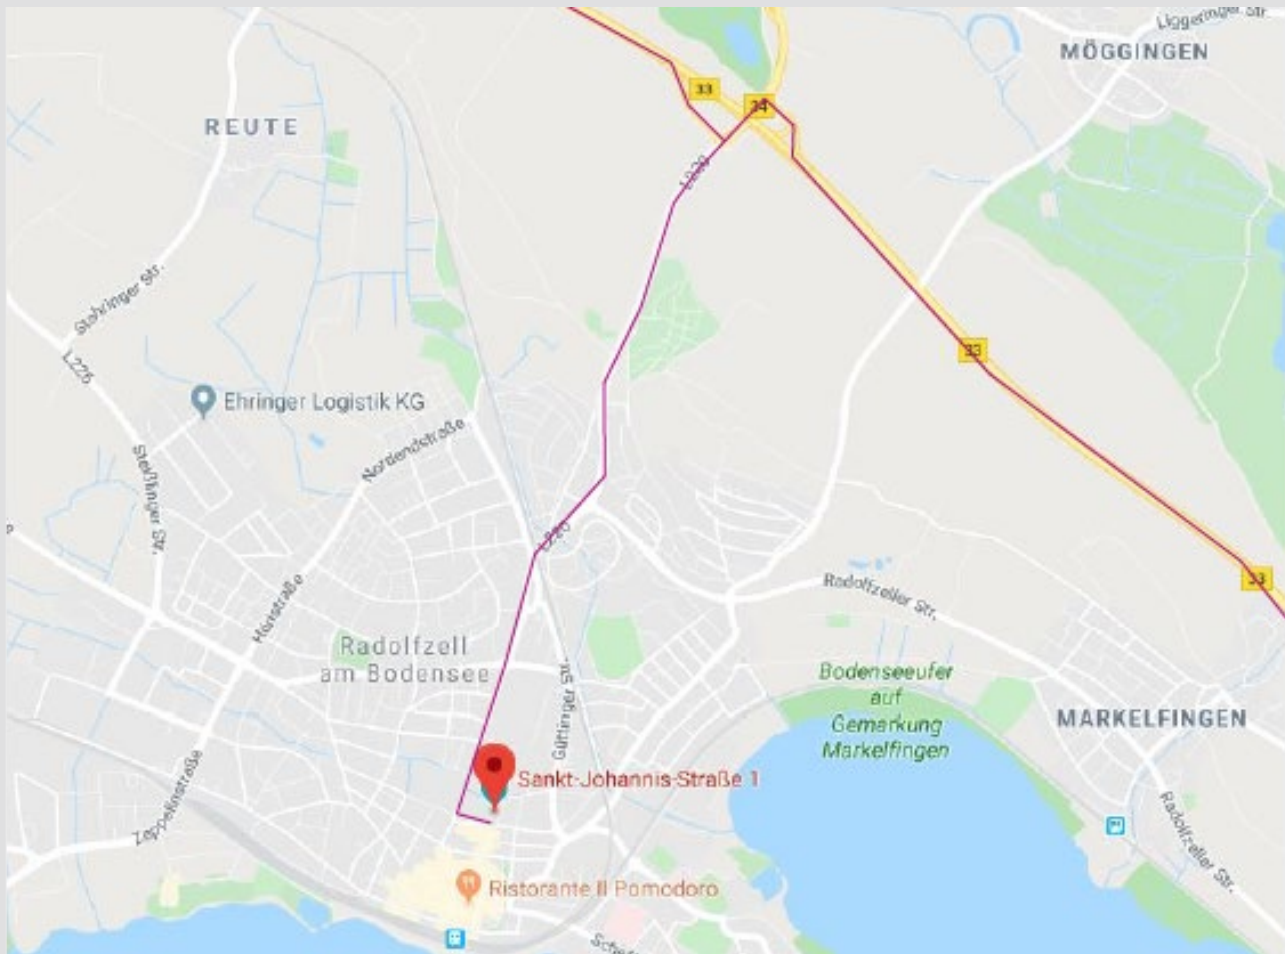 Liggeringer Str.
MÖGGINGEN
33
34
REUTE
L220
Stahringer Str.
33
L226
Ehringer Logistik KG
Nordendstraße
Steißlinger Str.
L220
33
Radolfzeller Str.
Höristraße
Radolfzell
am Bodensee
Bodenseeufer
auf
Gemarkung
Markelfingen
MARKELFINGEN
Güttinger Str.
Sankt-Johannis-Straße 1
Zeppelinstraße
Radolfzeller Str.
Ristorante Il Pomodoro